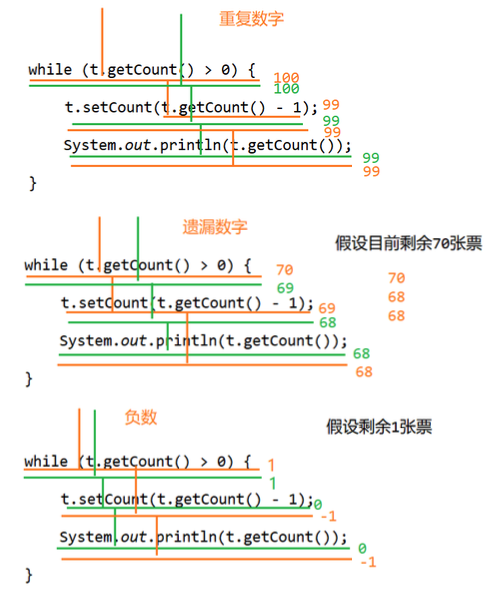 重复数字
while (t.getCount() > 0) {
100
100
t.setCount(t.getCount() - 1);
99
99
99
System.out.println(t.getCount());
99
99
}
遗漏数字
假设目前剩余70张票
while (t.getCount() > 0) {
70
69
70
68
68
t.setCount(t.getCount() - 1);
69
68
System.out.println(t.getCount());
68
68
}
负数
假设剩余1张票
while (t.getCount() > 0) {
1
1
t.setCount(t.getCount() - 1);
0
-1
System.out.println(t.getCount());
0
-1
}